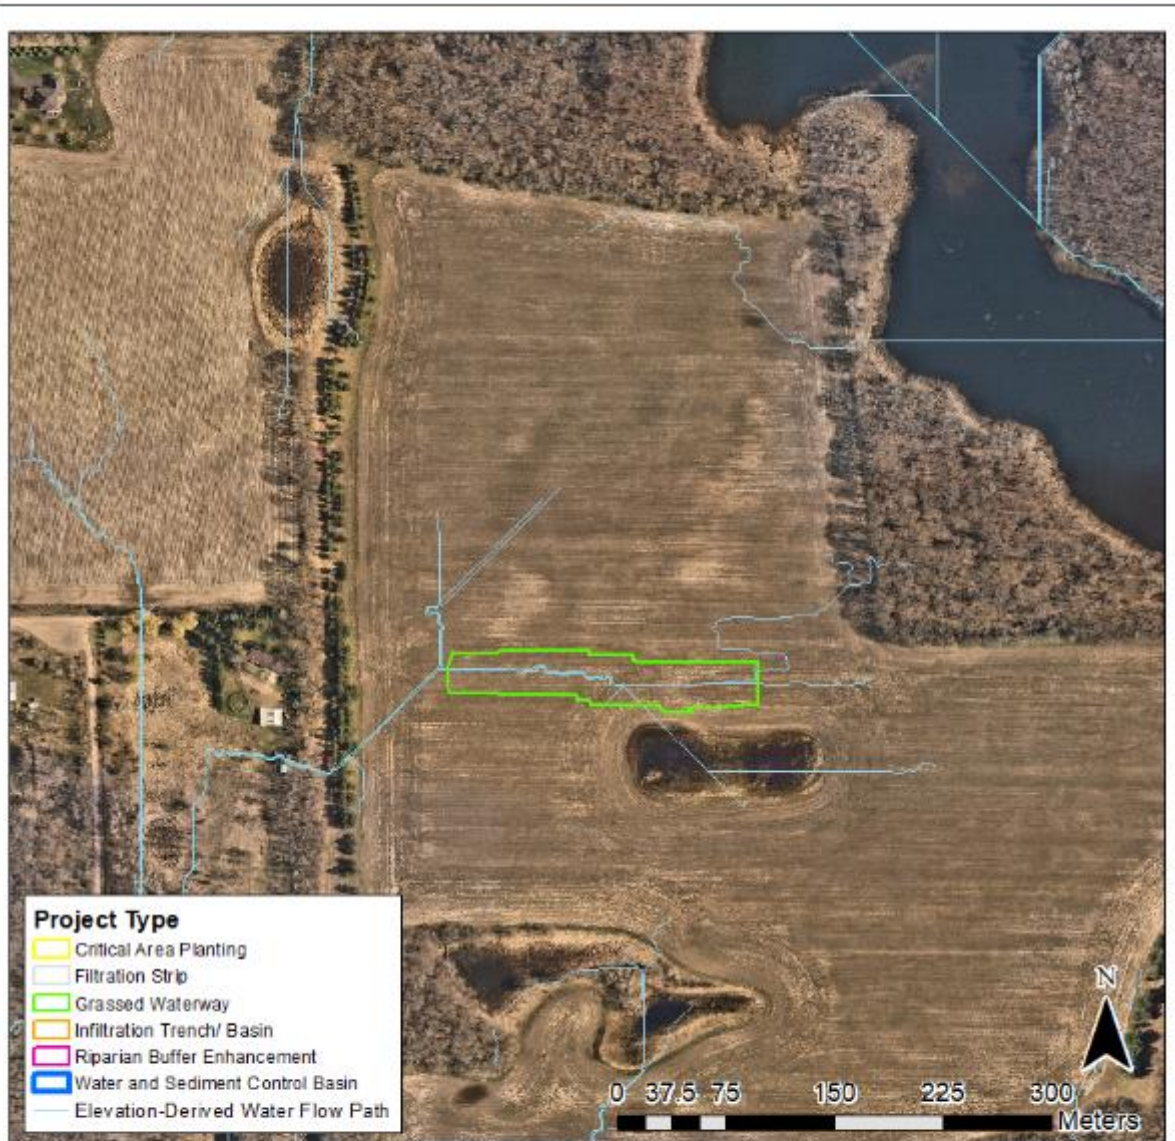 Project Type
Critical Area Planting
Filtration Strip
Grassed Waterway
Infiltration Trench/ Basin
Riparian Buffer Enhancement
Water and Sediment Control Basin
Elevation-Derived Water Flow Path
N
0 37.5 75 150 225 300
Meters